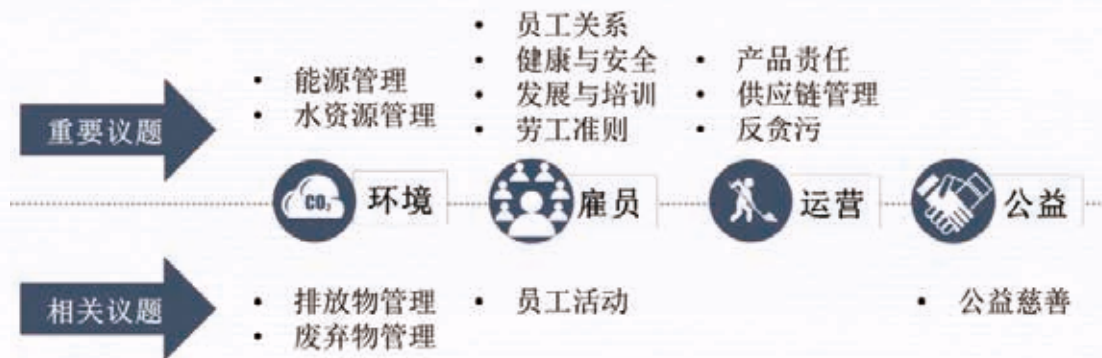 • 员工关系
• 能源管理
• 健康与安全
• 产品责任
• 水资源管理
• 发展与培训
• 供应链管理
重要议题
• 劳工准则
• 反贪污
CO₂
环境
雇员
运营
公益
相关议题
• 排放物管理
• 员工活动
• 公益慈善
• 废弃物管理